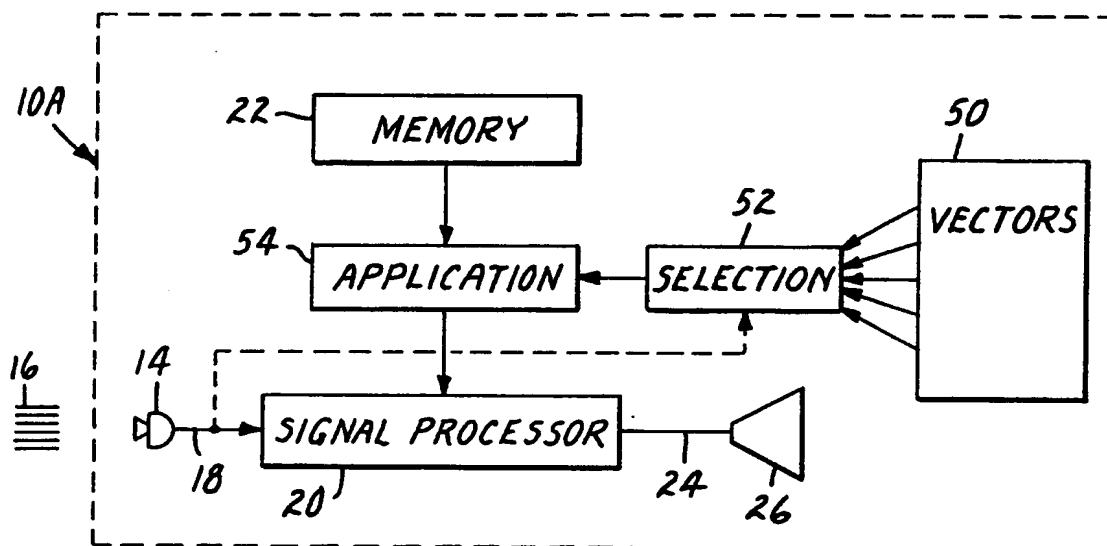 10A
22
MEMORY
50
VECTORS
52
54
APPLICATION
SELECTION
16
14
SIGNAL PROCESSOR
18
20
24
26